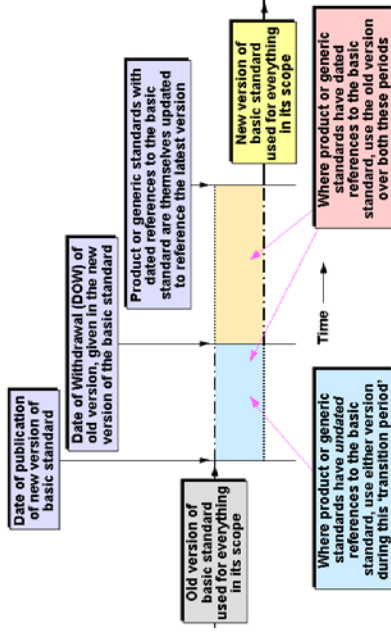 Date of publication
of new version of
basic standard
Date of Withdrawal (DOW) of
old version, given in the new
version of the basic standard
Product or generic standards with
dated references to the basic
standard are themselves updated
to reference the latest version
Old version of
basic standard
used for everything
in its scope
New version of
basic standard
used for everything
in its scope
Time
Where product or generic
standards have undated
references to the basic
standard, use either version
during this 'transition period'
Where product or generic
standards have dated
references to the basic
standard, use the old version
over both these periods